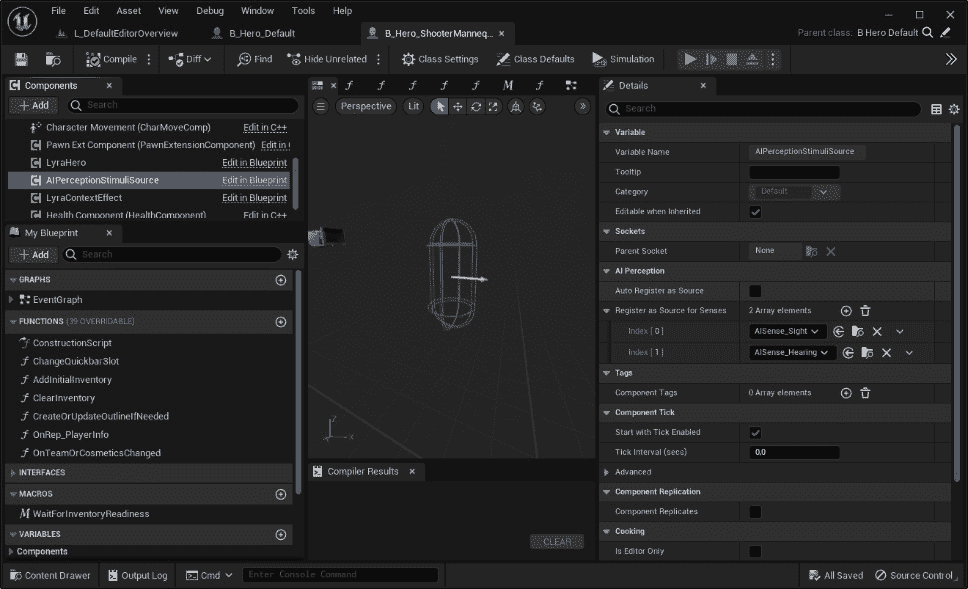 File Edit Asset View Debug Window Tools Help
L_DefaultEditorOverview B_Hero_Default B_Hero_ShooterManneq...
Parent class: B Hero Default
Compile Diff Find Hide Unrelated Class Settings Class Defaults Simulation
Components
Add Search
Character Movement (CharMoveComp) Edit in C++
Pawn Ext Component (PawnExtensionComponent) Edit in
LyraHero Edit in Blueprint
AIPerceptionStimuliSource Edit in Blueprint
LyraContextEffect Edit in Blueprint
Health Component (HealthComponent) Edit in C++
My Blueprint
Add Search
GRAPHS
EventGraph
FUNCTIONS (39 OVERRIDABLE)
ConstructionScript
ChangeQuickbarSlot
AddInitialInventory
ClearInventory
CreateOrUpdateOutlineIfNeeded
OnRep_PlayerInfo
OnTeamOrCosmeticsChanged
INTERFACES
MACROS
WaitForInventoryReadiness
VARIABLES
Components
Perspective Lit
Z
X
Compiler Results
CLEAR
Details
Search
Variable
Variable Name AIPerceptionStimuliSource
Tooltip
Category Default
Editable when Inherited
Sockets
Parent Socket None
AI Perception
Auto Register as Source
Register as Source for Senses 2 Array elements
Index [ 0 ] AISense_Sight
Index [ 1 ] AISense_Hearing
Tags
Component Tags 0 Array elements
Component Tick
Start with Tick Enabled
Tick Interval (secs) 0.0
Advanced
Component Replication
Component Replicates
Cooking
Is Editor Only
Content Drawer Output Log Cmd Enter Console Command All Saved Source Control